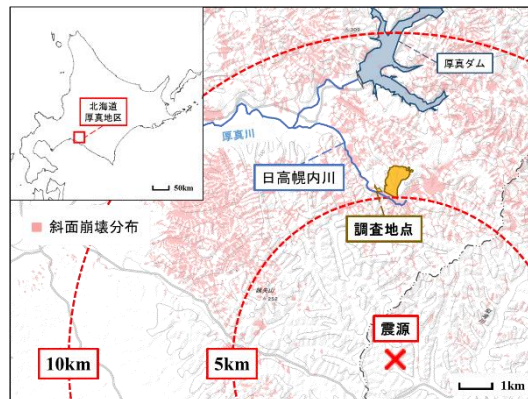 北海道
厚真地区
50km
斜面崩壊分布
厚真ダム
厚真川
日高幌内川
調査地点
震源
10km
5km
1km